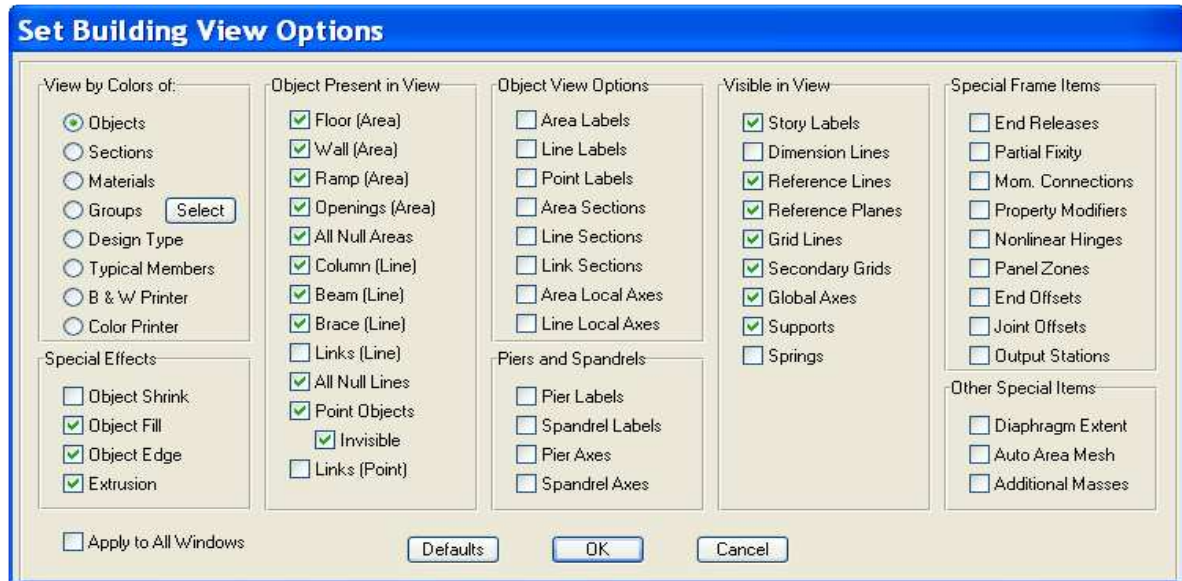 Set Building View Options
View by Colors of:
Objects
Sections
Materials
Groups
Select
Design Type
Typical Members
B & W Printer
Color Printer
Special Effects
Object Shrink
Object Fill
Object Edge
Extrusion
Object Present in View
Floor (Area)
Wall (Area)
Ramp (Area)
Openings (Area)
All Null Areas
Column (Line)
Beam (Line)
Brace (Line)
Links (Line)
All Null Lines
Point Objects
Invisible
Links (Point)
Object View Options
Area Labels
Line Labels
Point Labels
Area Sections
Line Sections
Link Sections
Area Local Axes
Line Local Axes
Piers and Spandrels
Pier Labels
Spandrel Labels
Pier Axes
Spandrel Axes
Visible in View
Story Labels
Dimension Lines
Reference Lines
Reference Planes
Grid Lines
Secondary Grids
Global Axes
Supports
Springs
Special Frame Items
End Releases
Partial Fixity
Mom. Connections
Property Modifiers
Nonlinear Hinges
Panel Zones
End Offsets
Joint Offsets
Output Stations
Other Special Items
Diaphragm Extent
Auto Area Mesh
Additional Masses
Apply to All Windows
Defaults
OK
Cancel